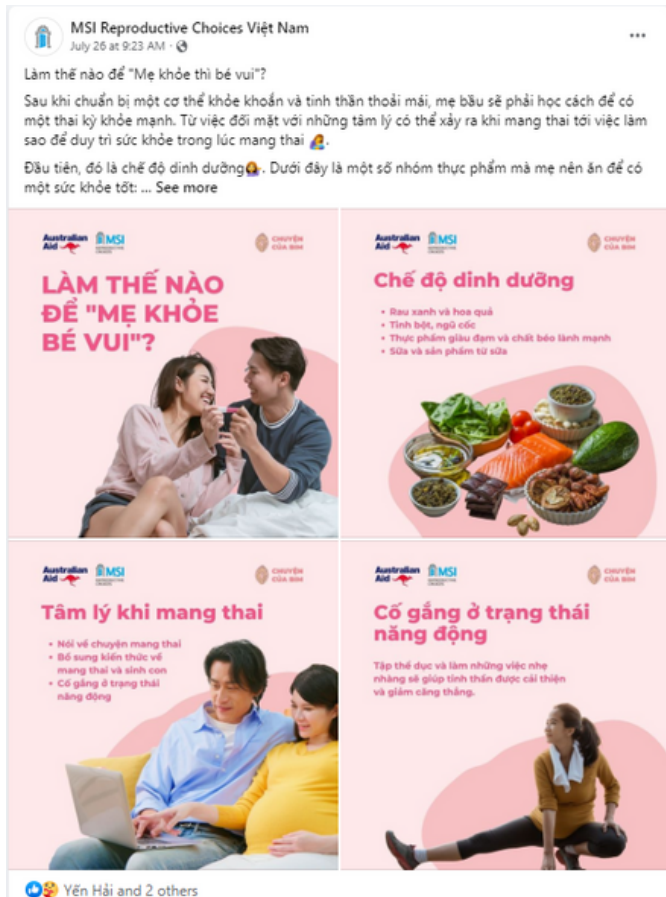 MSI Reproductive Choices Việt Nam
July 26 at 9:23 AM ·
Làm thế nào để "Mẹ khỏe thì bé vui"?
Sau khi chuẩn bị một cơ thể khỏe khoắn và tinh thần thoải mái, mẹ bầu sẽ phải học cách để có
một thai kỳ khỏe mạnh. Từ việc đối mặt với những tâm lý có thể xảy ra khi mang thai tới việc làm
sao để duy trì sức khỏe trong lúc mang thai 🤱.
Đầu tiên, đó là chế độ dinh dưỡng💁‍♀️. Dưới đây là một số nhóm thực phẩm mà mẹ nên ăn để có
một sức khỏe tốt: ... See more
Australian
Aid
MSI
REPRODUCTIVE
CHOICES
CHUYỆN
CỦA BIM
LÀM THẾ NÀO
ĐỂ "MẸ KHỎE
BÉ VUI"?
Australian
Aid
MSI
REPRODUCTIVE
CHOICES
CHUYỆN
CỦA BIM
Chế độ dinh dưỡng
• Rau xanh và hoa quả
• Tinh bột, ngũ cốc
• Thực phẩm giàu đạm và chất béo lành mạnh
• Sữa và sản phẩm từ sữa
Australian
Aid
MSI
REPRODUCTIVE
CHOICES
CHUYỆN
CỦA BIM
Tâm lý khi mang thai
• Nói về chuyện mang thai
• Bổ sung kiến thức về
mang thai và sinh con
• Cố gắng ở trạng thái
năng động
Australian
Aid
MSI
REPRODUCTIVE
CHOICES
CHUYỆN
CỦA BIM
Cố gắng ở trạng thái
năng động
Tập thể dục và làm những việc nhẹ
nhàng sẽ giúp tinh thần được cải thiện
và giảm căng thẳng.
Yến Hải and 2 others